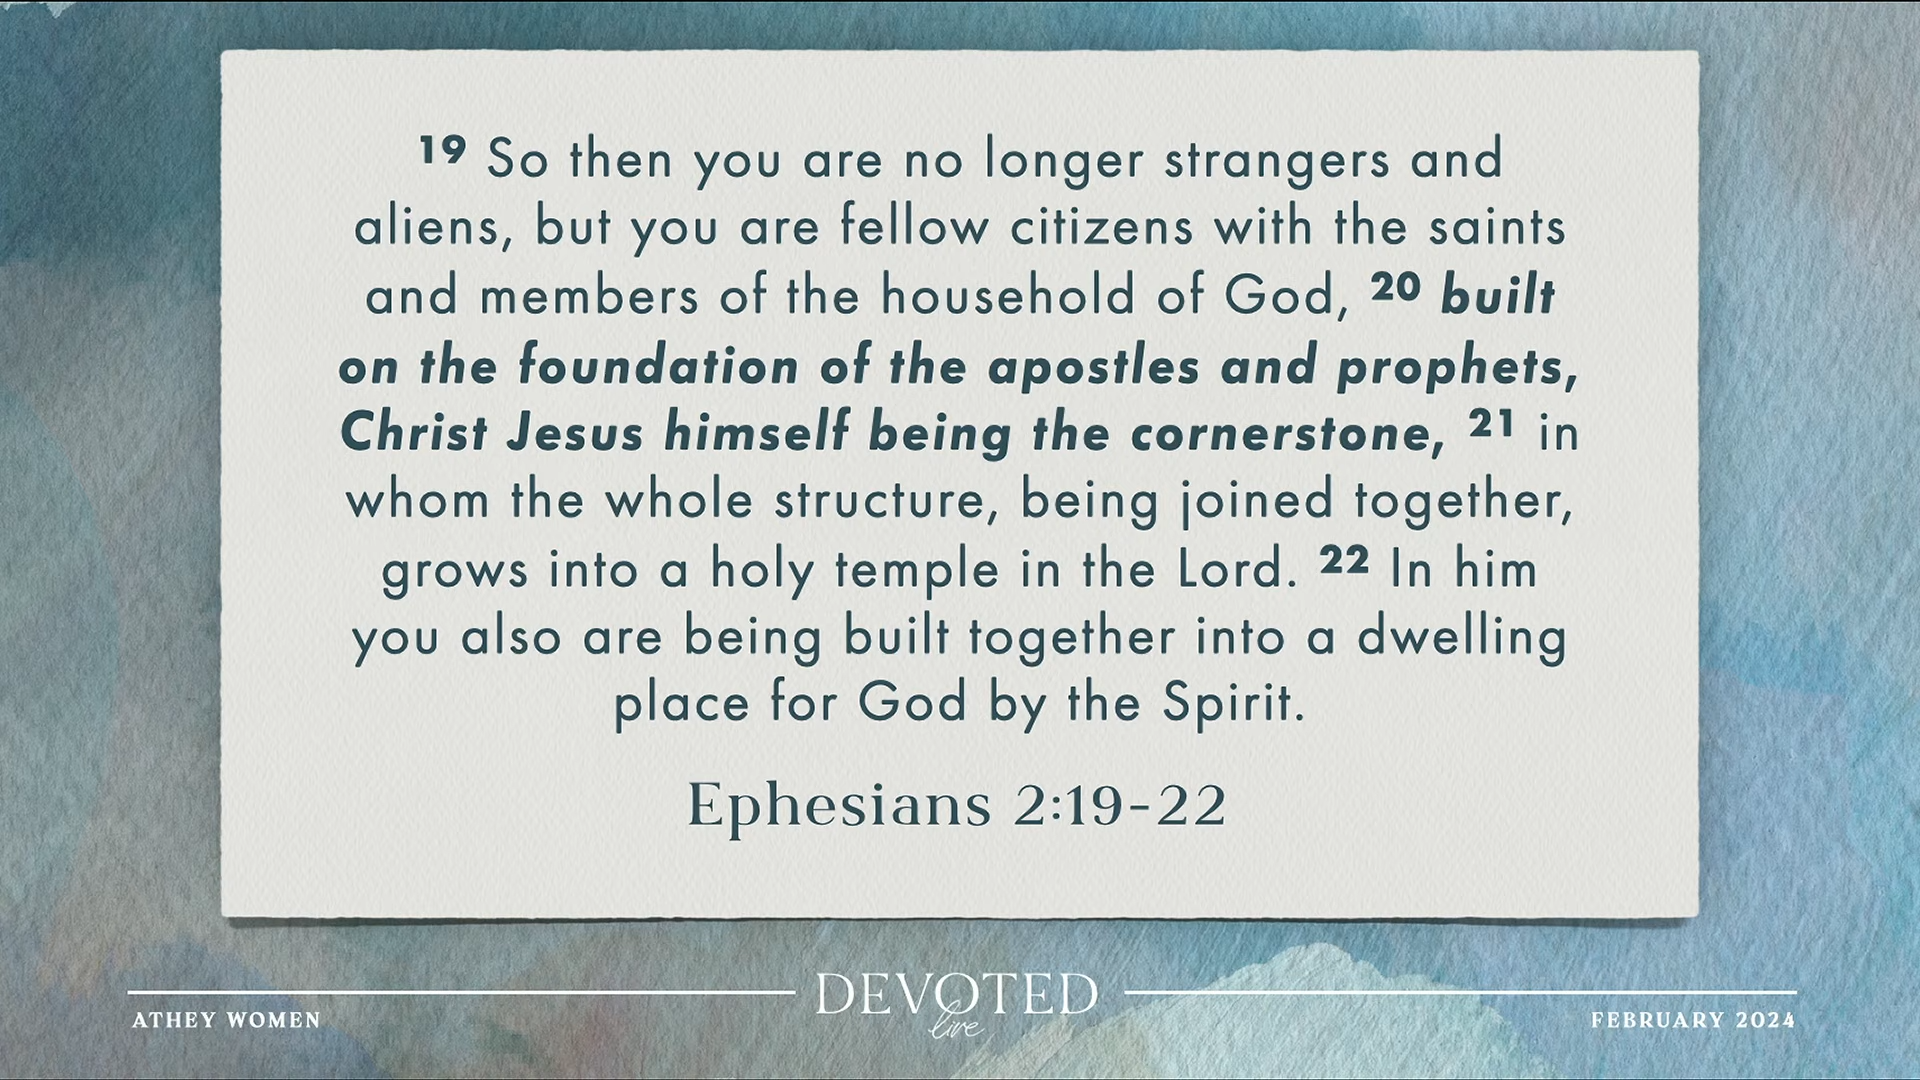 19 So then you are no longer strangers and
aliens, but you are fellow citizens with the saints
and members of the household of God, 20 built
on the foundation of the apostles and prophets,
Christ Jesus himself being the cornerstone, 21 in
whom the whole structure, being joined together,
grows into a holy temple in the Lord. 22 In him
you also are being built together into a dwelling
place for God by the Spirit.
Ephesians 2:19-22
DEVOTED
live
ATHEY WOMEN
FEBRUARY 2024